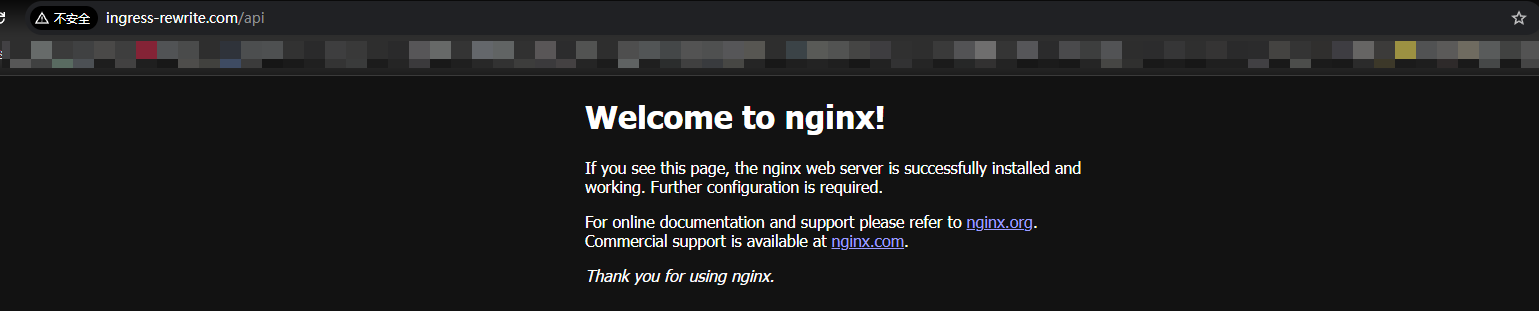 不安全 ingress-rewrite.com/api
Welcome to nginx!
If you see this page, the nginx web server is successfully installed and
working. Further configuration is required.
For online documentation and support please refer to nginx.org.
Commercial support is available at nginx.com.
Thank you for using nginx.